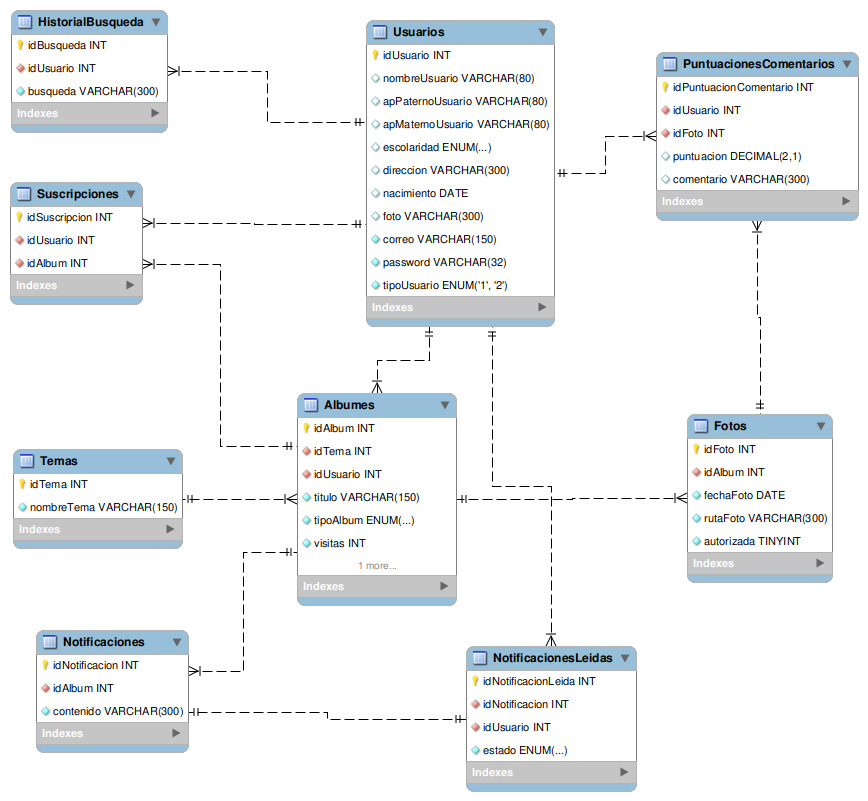 HistorialBusqueda
idBusqueda INT
idUsuario INT
busqueda VARCHAR(300)
Indexes
Usuarios
idUsuario INT
nombreUsuario VARCHAR(80)
apPaternoUsuario VARCHAR(80)
apMaternoUsuario VARCHAR(80)
escolaridad ENUM(...)
direccion VARCHAR(300)
nacimiento DATE
foto VARCHAR(300)
correo VARCHAR(150)
password VARCHAR(32)
tipoUsuario ENUM('1', '2')
Indexes
PuntuacionesComentarios
idPuntuacionComentario INT
idUsuario INT
idFoto INT
puntuacion DECIMAL(2,1)
comentario VARCHAR(300)
Indexes
Suscripciones
idSuscripcion INT
idUsuario INT
idAlbum INT
Indexes
Albumes
idAlbum INT
idTema INT
idUsuario INT
titulo VARCHAR(150)
tipoAlbum ENUM(...)
visitas INT
1 more...
Indexes
Fotos
idFoto INT
idAlbum INT
fechaFoto DATE
rutaFoto VARCHAR(300)
autorizada TINYINT
Indexes
Temas
idTema INT
nombreTema VARCHAR(150)
Indexes
Notificaciones
idNotificacion INT
idAlbum INT
contenido VARCHAR(300)
Indexes
NotificacionesLeidas
idNotificacionLeida INT
idNotificacion INT
idUsuario INT
estado ENUM(...)
Indexes